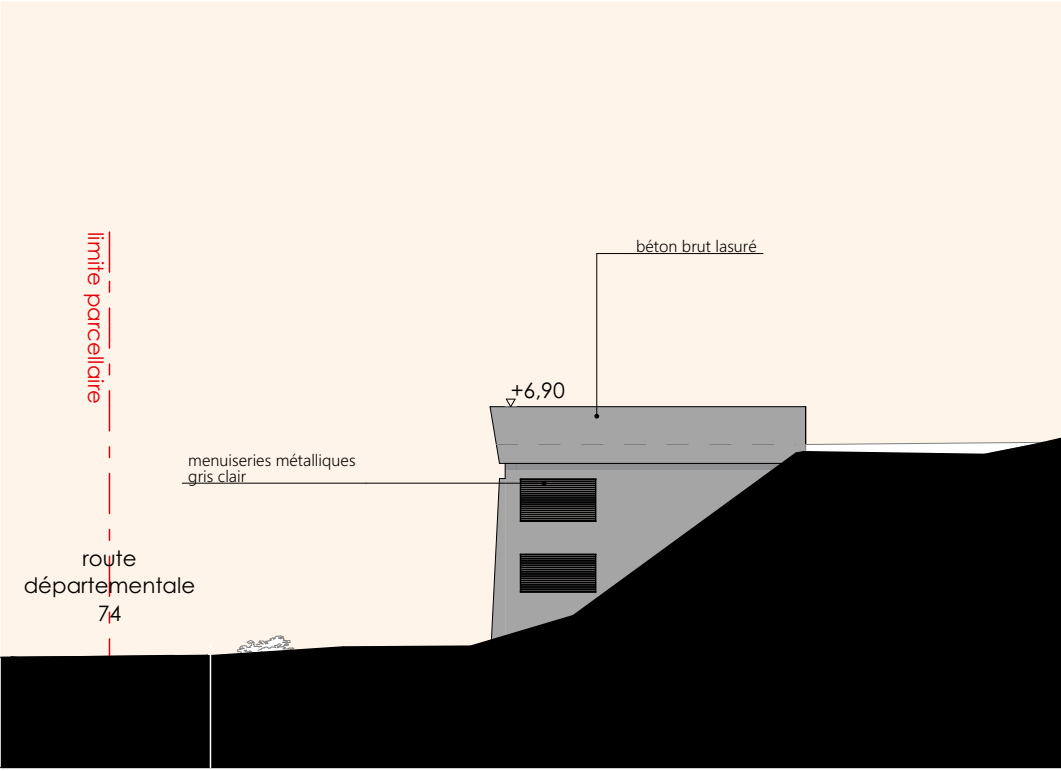 limite parcellaire
béton brut lasuré
+6,90
menuiseries métalliques
gris clair
route
départementale
74